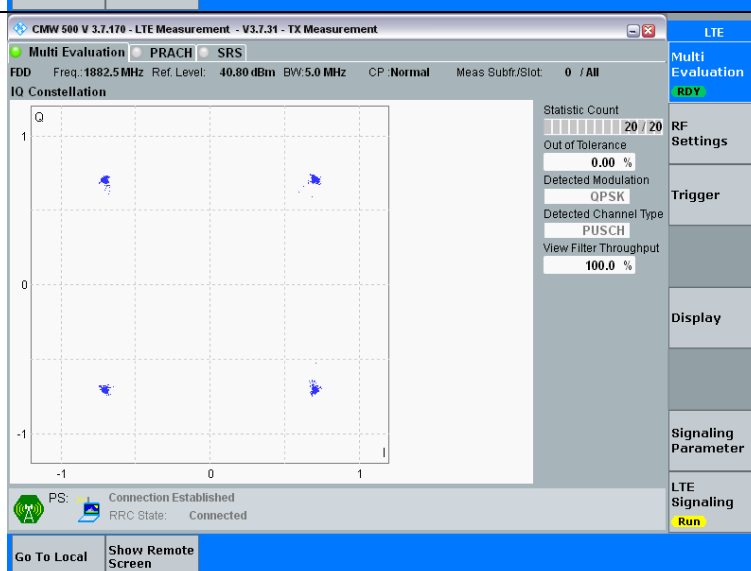 CMW 500 V 3.7.170 - LTE Measurement - V3.7.31 - TX Measurement
LTE
Multi Evaluation PRACH SRS
FDD Freq.:1882.5 MHz Ref. Level: 40.80 dBm BW:5.0 MHz CP :Normal Meas Subfr./Slot: 0 / All
IQ Constellation
Q
1
0
-1
-1 0 1
I
Statistic Count
20 / 20
Out of Tolerance
0.00 %
Detected Modulation
QPSK
Detected Channel Type
PUSCH
View Filter Throughput
100.0 %
Multi
Evaluation
RDY
RF
Settings
Trigger
Display
Signaling
Parameter
LTE
Signaling
Run
PS: Connection Established
RRC State: Connected
Go To Local
Show Remote
Screen